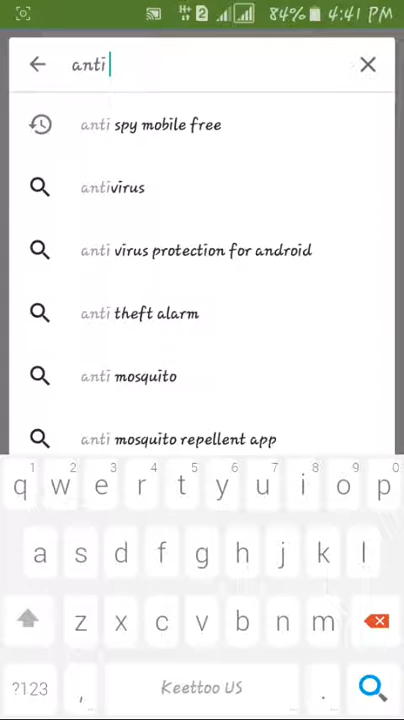 H+ 2 84% 4:41 PM
anti
anti spy mobile free
antivirus
anti virus protection for android
anti theft alarm
anti mosquito
anti mosquito repellent app
1 2 3 4 5 6 7 8 9 0
q w e r t y u i o p
a s d f g h j k l
z x c v b n m
?123 , Keettoo US .